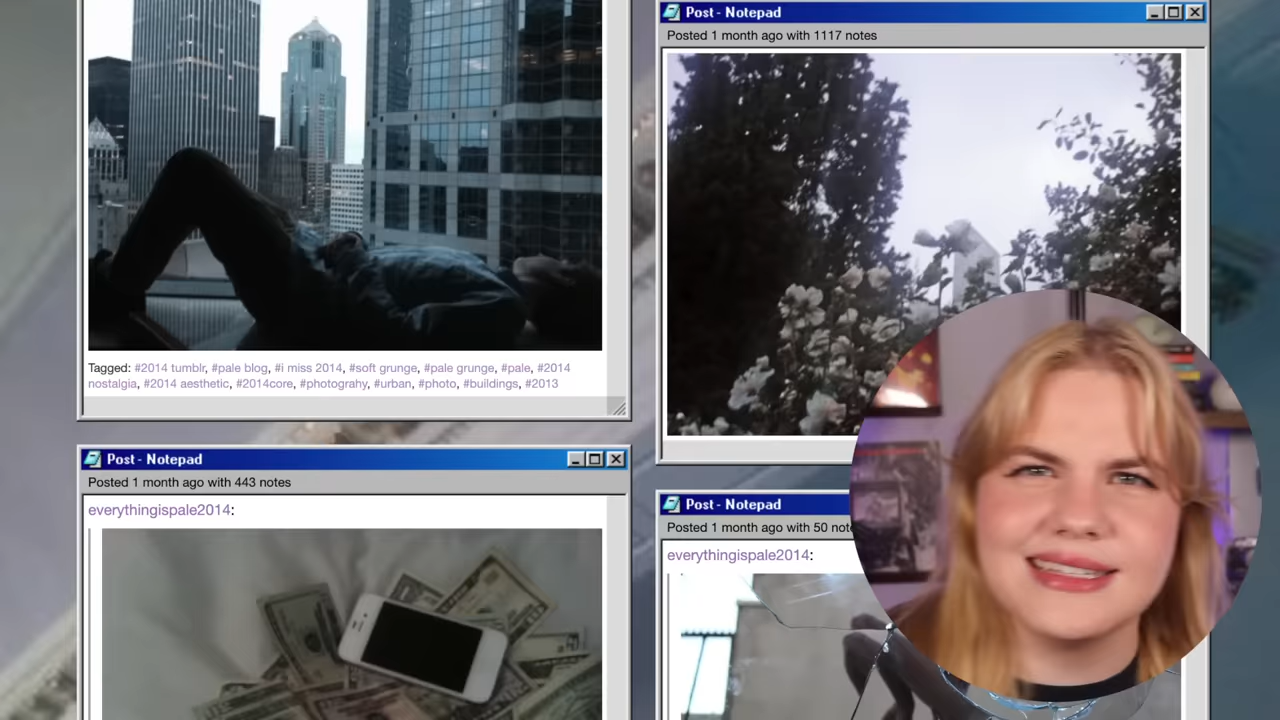 Tagged: #2014 tumblr, #pale blog, #i miss 2014, #soft grunge, #pale grunge, #pale, #2014
nostalgia, #2014 aesthetic, #2014core, #photograhy, #urban, #photo, #buildings, #2013
Post - Notepad
Posted 1 month ago with 443 notes
everythingispale2014:
Post - Notepad
Posted 1 month ago with 1117 notes
Post - Notepad
Posted 1 month ago with 50
everythingispale2014: